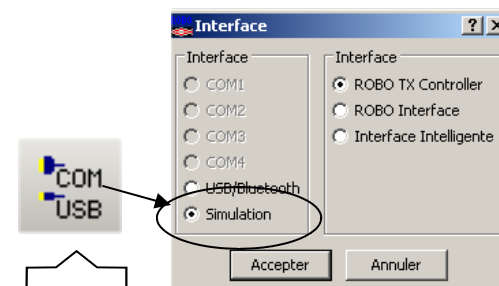 Interface
Interface
COM1
COM2
COM3
COM4
USB/Bluetooth
Simulation
Interface
ROBO TX Controller
ROBO Interface
Interface Intelligente
COM
USB
Accepter
Annuler